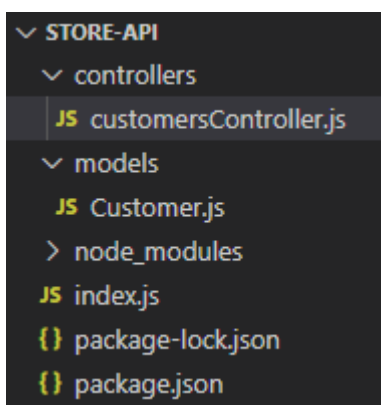 STORE-API
controllers
JS customersController.js
models
JS Customer.js
node_modules
JS index.js
{} package-lock.json
{} package.json